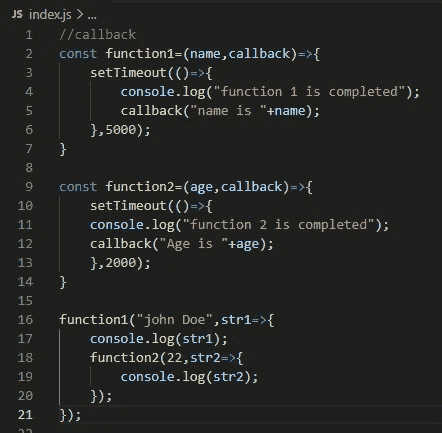 JS index.js > ...
1 //callback
2 const function1=(name,callback)=>{
3 setTimeout(()=>{
4 console.log("function 1 is completed");
5 callback("name is "+name);
6 },5000);
7 }
8
9 const function2=(age,callback)=>{
10 setTimeout(()=>{
11 console.log("function 2 is completed");
12 callback("Age is "+age);
13 },2000);
14 }
15
16 function1("john Doe",str1=>{
17 console.log(str1);
18 function2(22,str2=>{
19 console.log(str2);
20 });
21 });